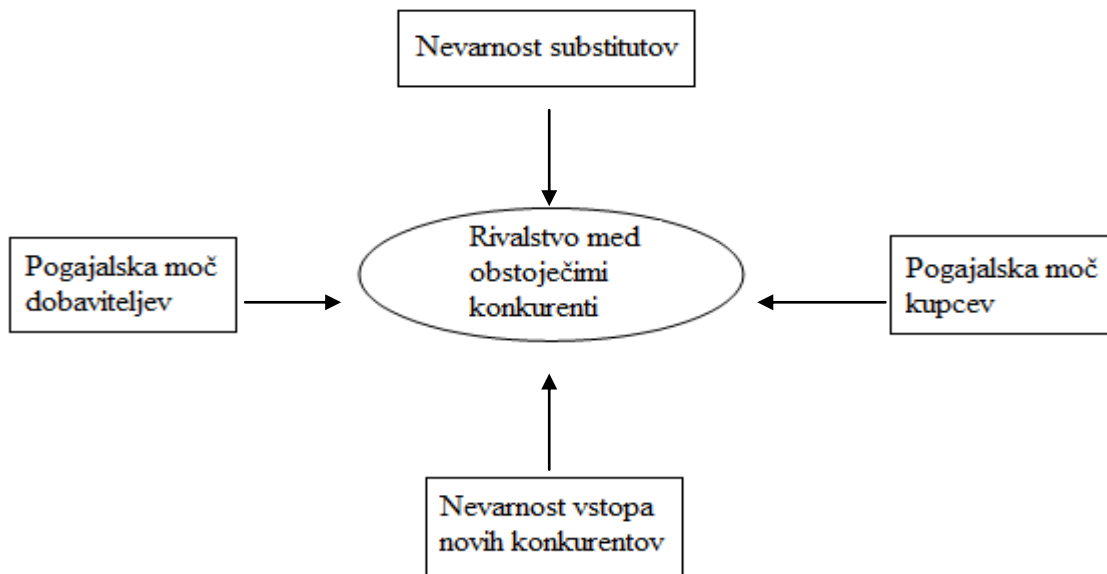 Nevarnost substitutov
Rivalstvo med
obstoječimi
konkurenti
Pogajalska moč
dobaviteljev
Pogajalska moč
kupcev
Nevarnost vstopa
novih konkurentov